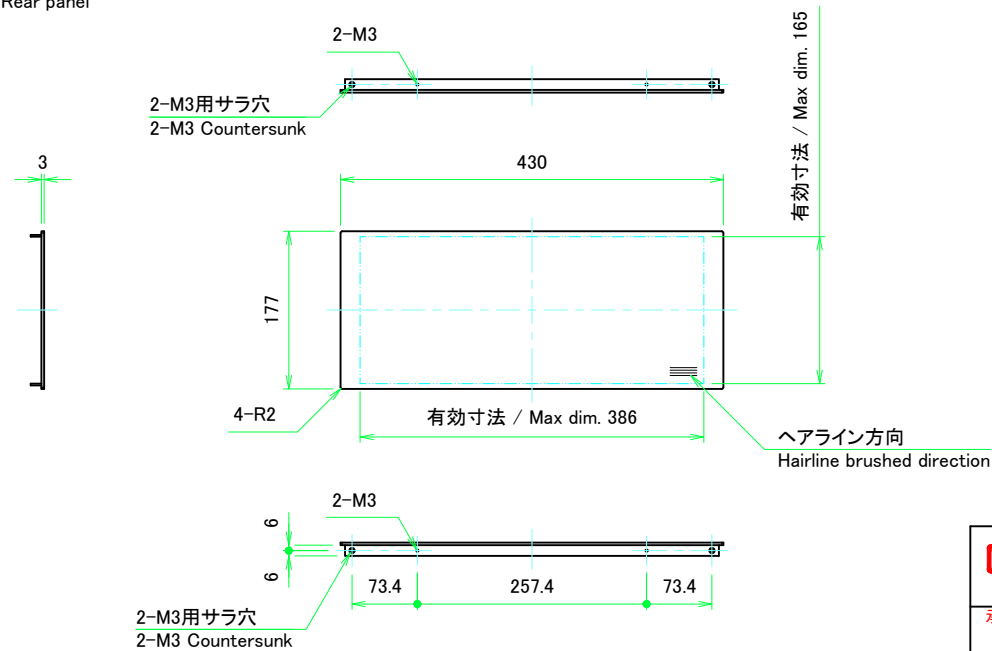 Rear panel
2-M3
2-M3用サラ穴
2-M3 Countersunk
有効寸法 / Max dim. 165
3
430
177
4-R2
有効寸法 / Max dim. 386
ヘアライン方向
Hairline brushed direction
2-M3
6
6
73.4
257.4
73.4
2-M3用サラ穴
2-M3 Countersunk